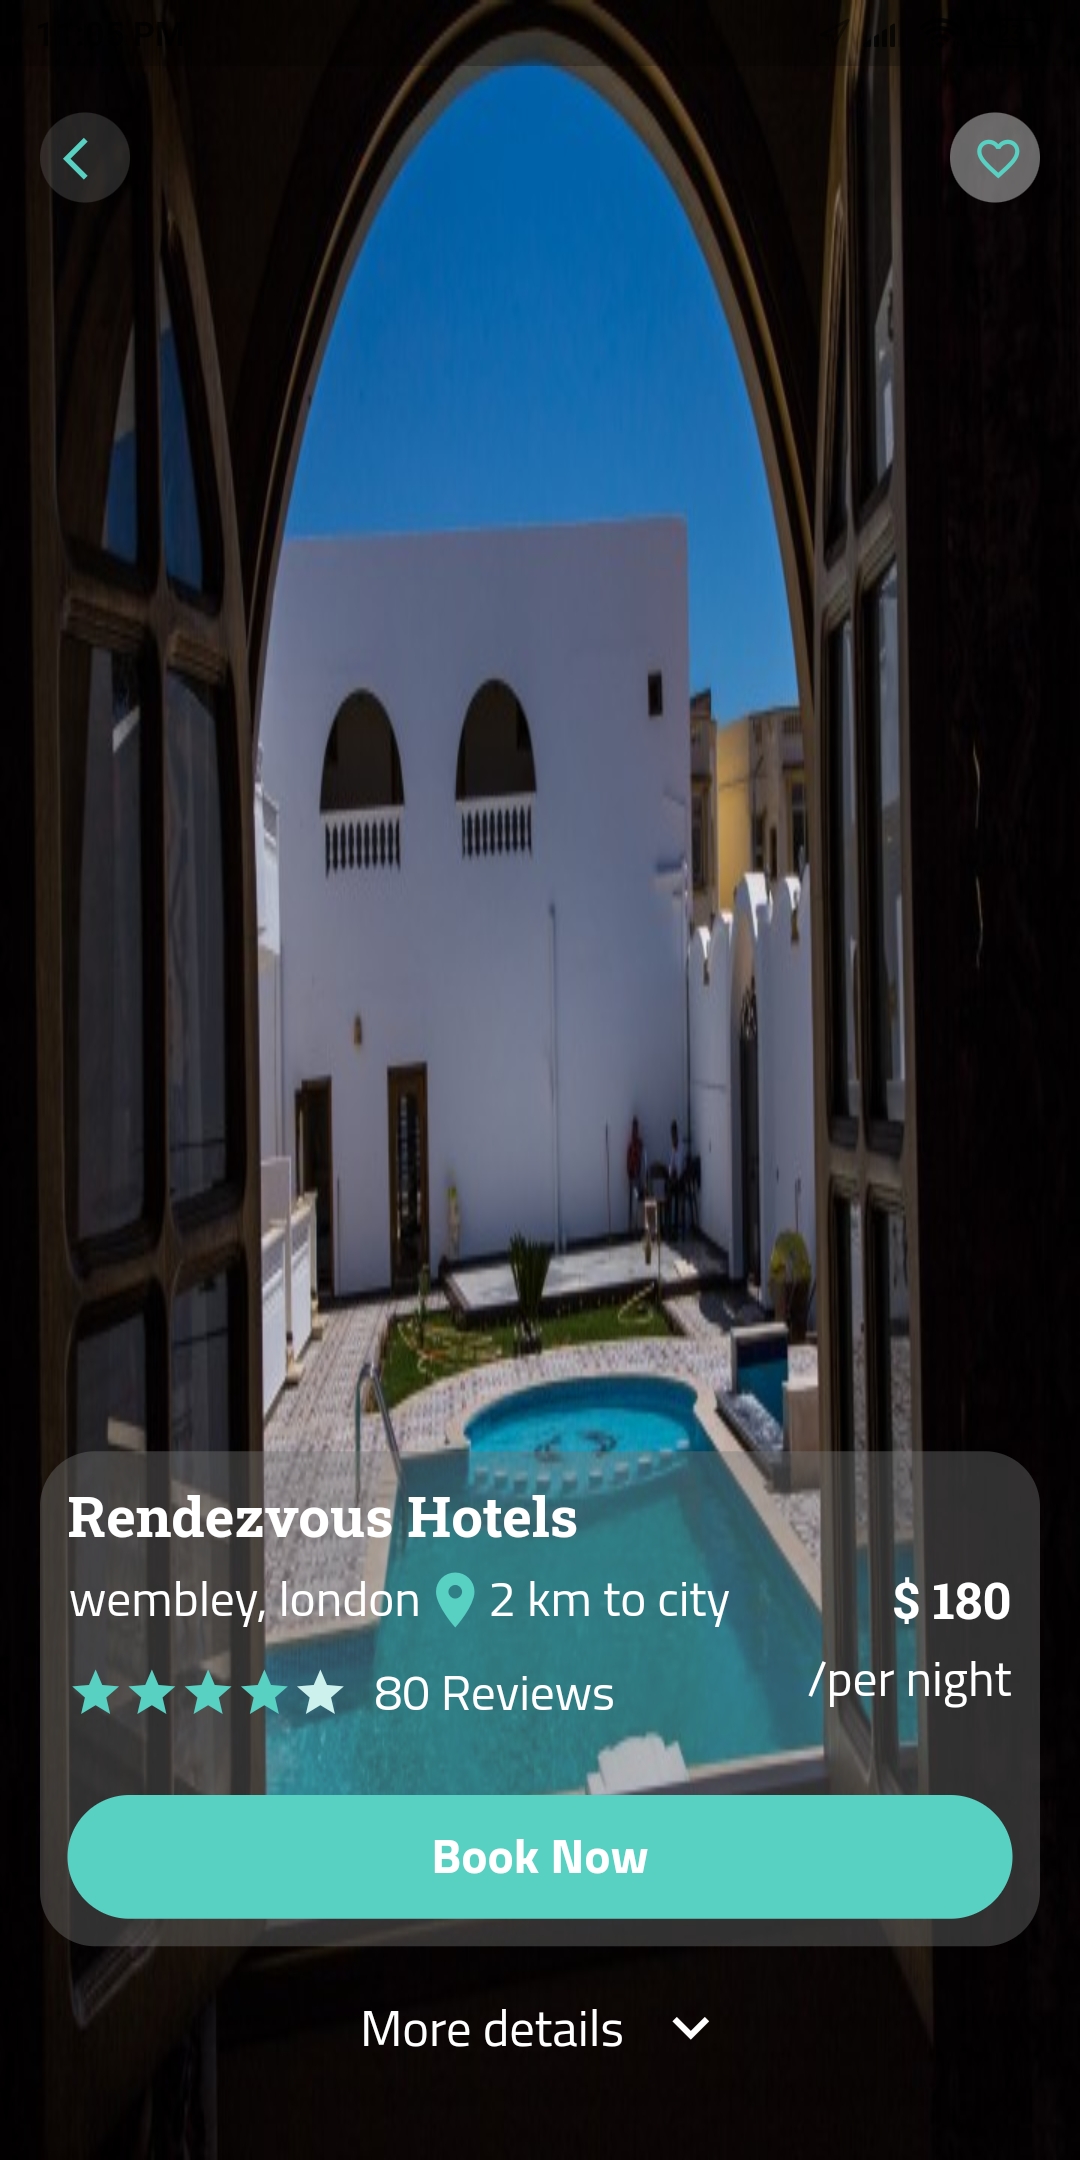 Rendezvous Hotels
wembley, london 2 km to city
$ 180
/per night
80 Reviews
Book Now
More details